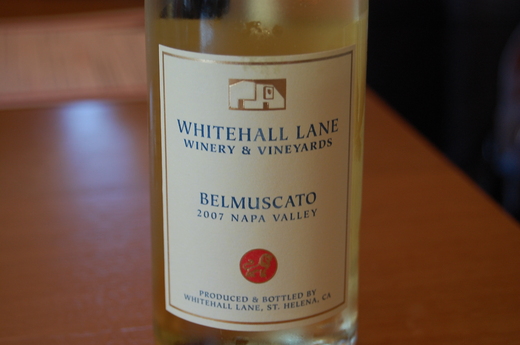 WHITEHALL LANE
WINERY & VINEYARDS
BELMUSCATO
2007 NAPA VALLEY
PRODUCED & BOTTLED BY
WHITEHALL LANE, ST. HELENA, CA